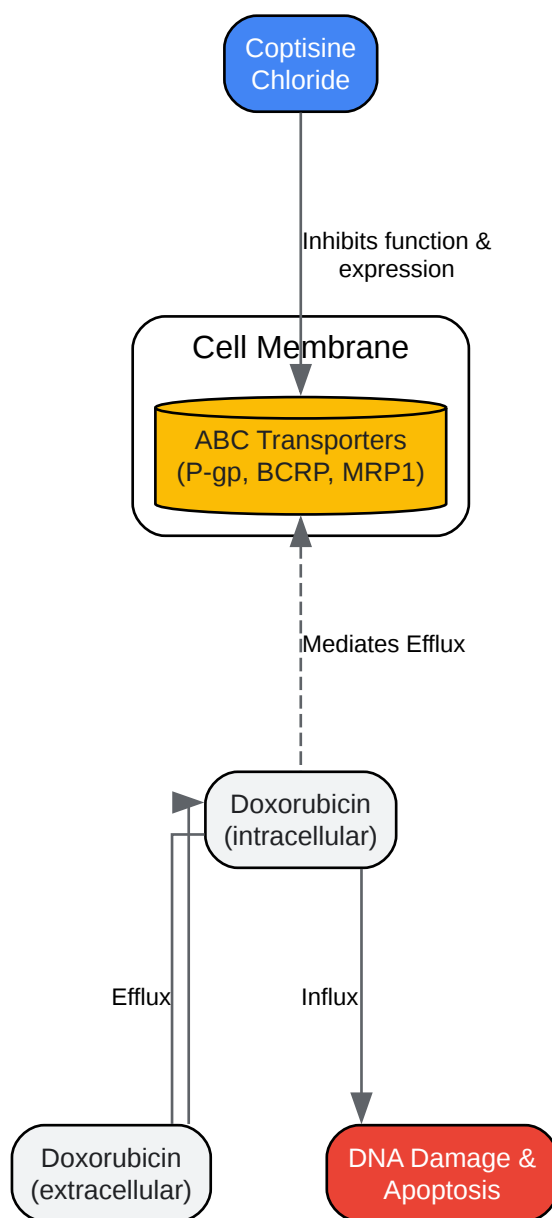 Coptisine
Chloride
Inhibits function &
expression
Cell Membrane
ABC Transporters
(P-gp, BCRP, MRP1)
Mediates Efflux
Doxorubicin
(intracellular)
Efflux
Influx
Doxorubicin
(extracellular)
DNA Damage &
Apoptosis